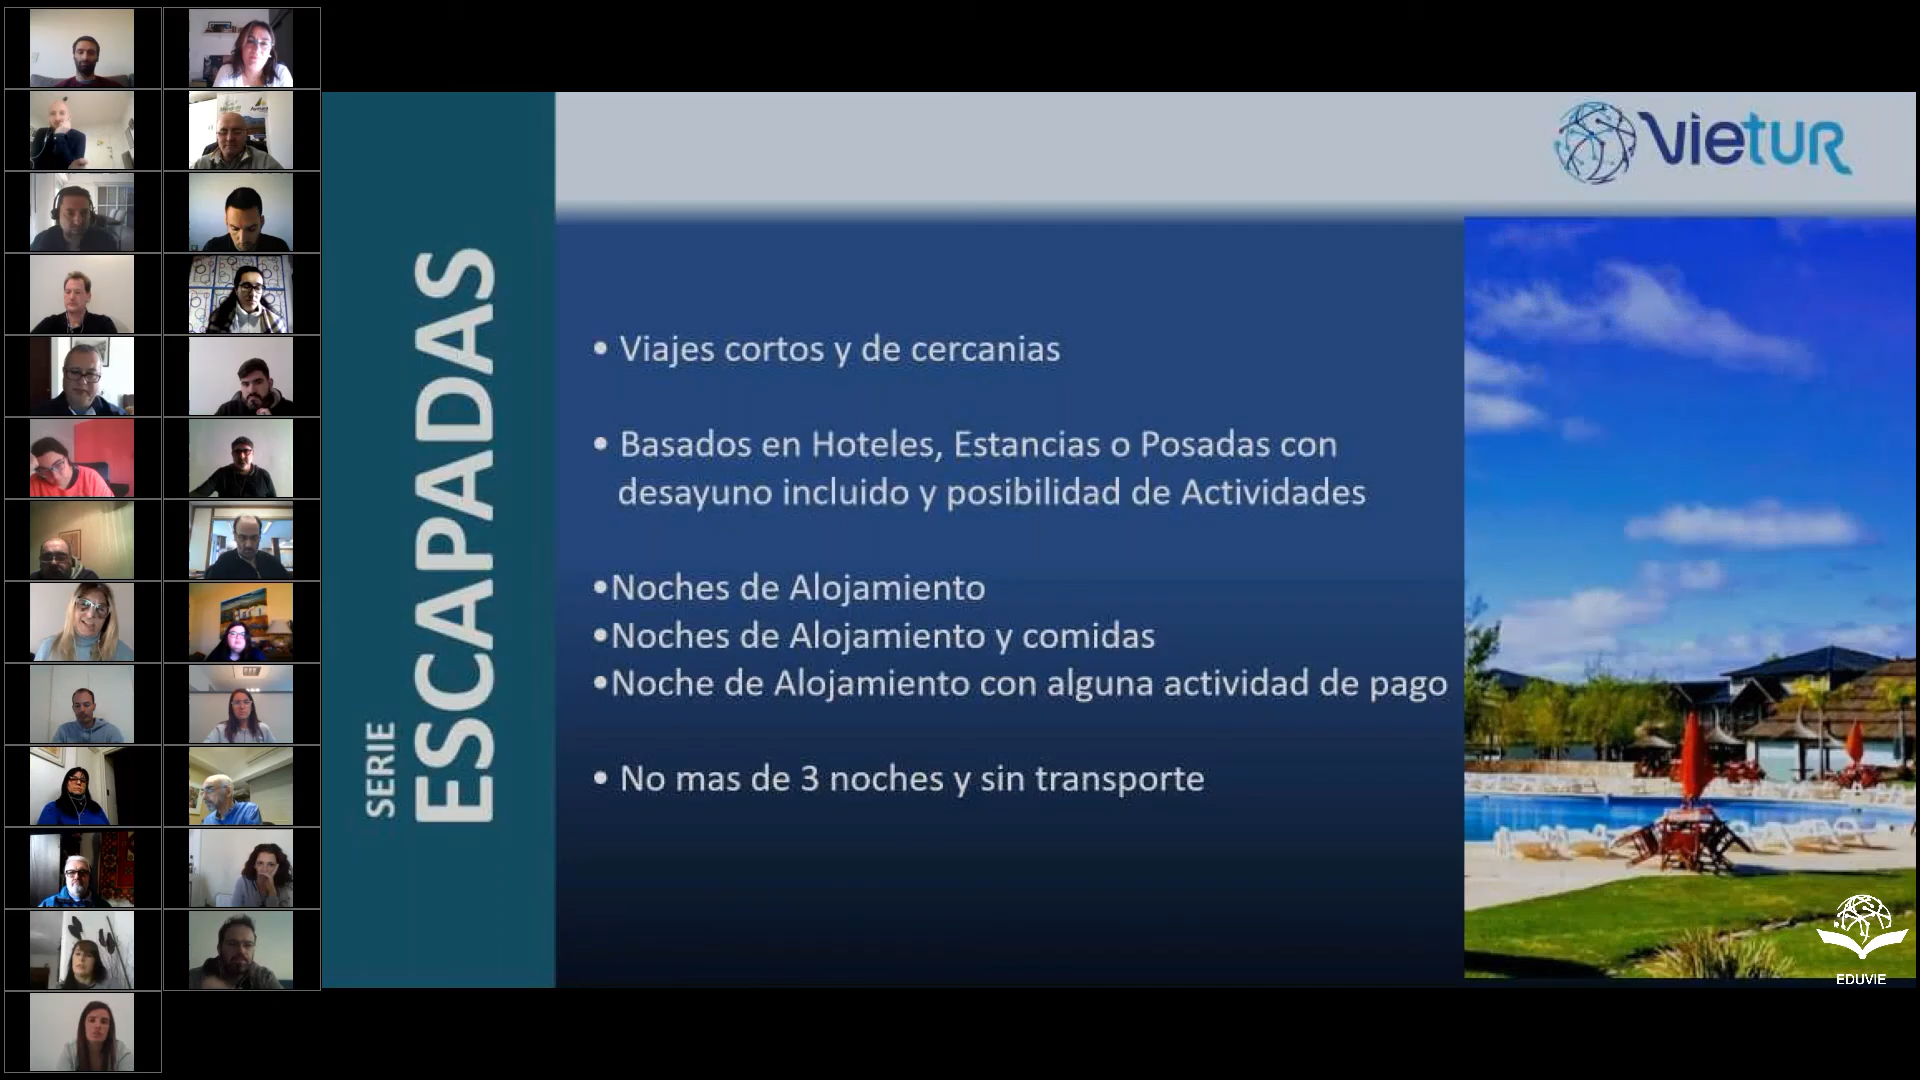 Vietur
SERIE
ESCAPADAS
• Viajes cortos y de cercanias
• Basados en Hoteles, Estancias o Posadas con
desayuno incluido y posibilidad de Actividades
•Noches de Alojamiento
•Noches de Alojamiento y comidas
•Noche de Alojamiento con alguna actividad de pago
• No mas de 3 noches y sin transporte
EDUVIE